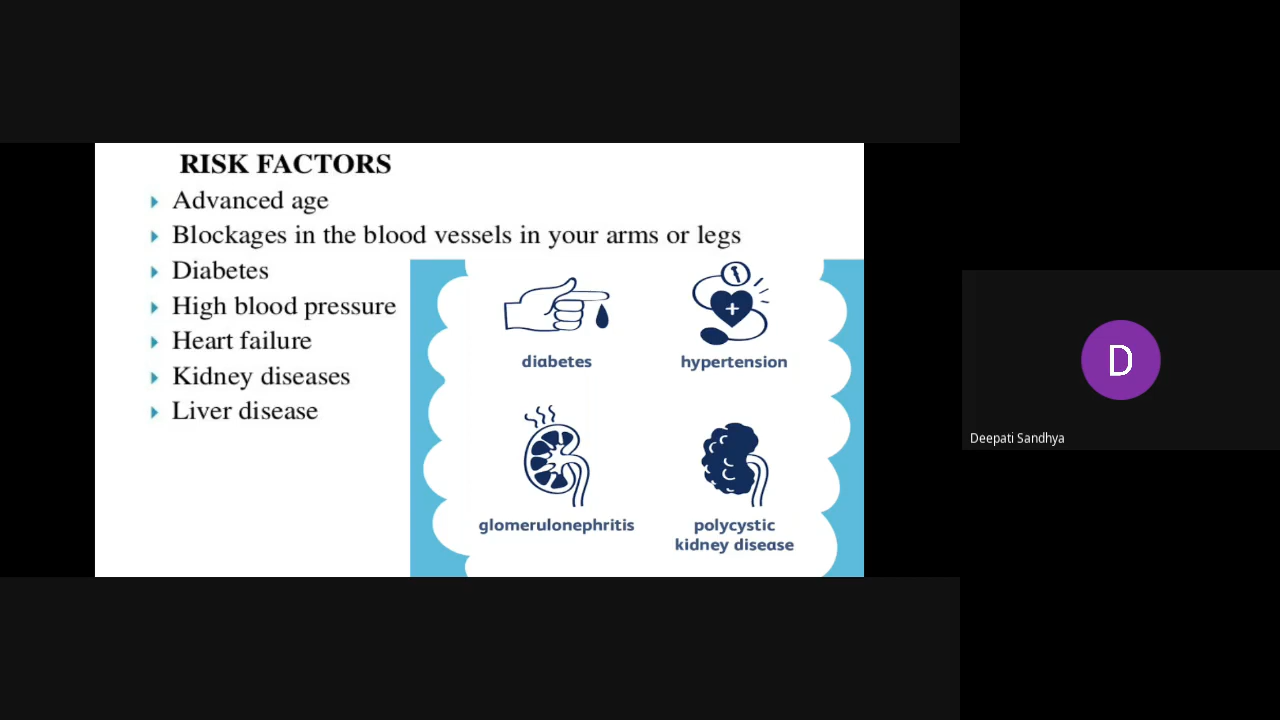 RISK FACTORS
Advanced age
Blockages in the blood vessels in your arms or legs
Diabetes
High blood pressure
Heart failure
Kidney diseases
Liver disease
diabetes
hypertension
glomerulonephritis
polycystic
kidney disease
D
Deepati Sandhya